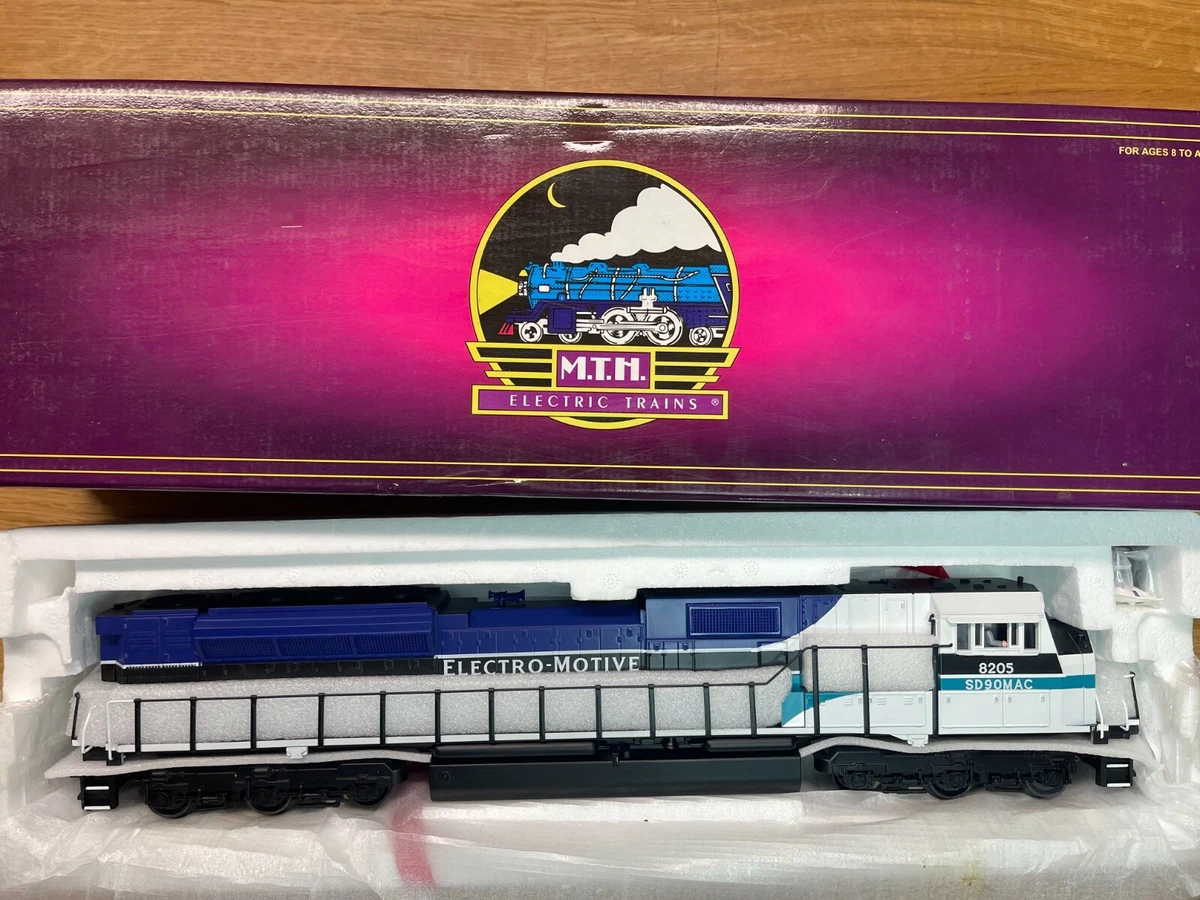 FOR AGES 8 TO A
M.T.H.
ELECTRIC TRAINS ®
ELECTRO-MOTIVE
8205
SD90MAC